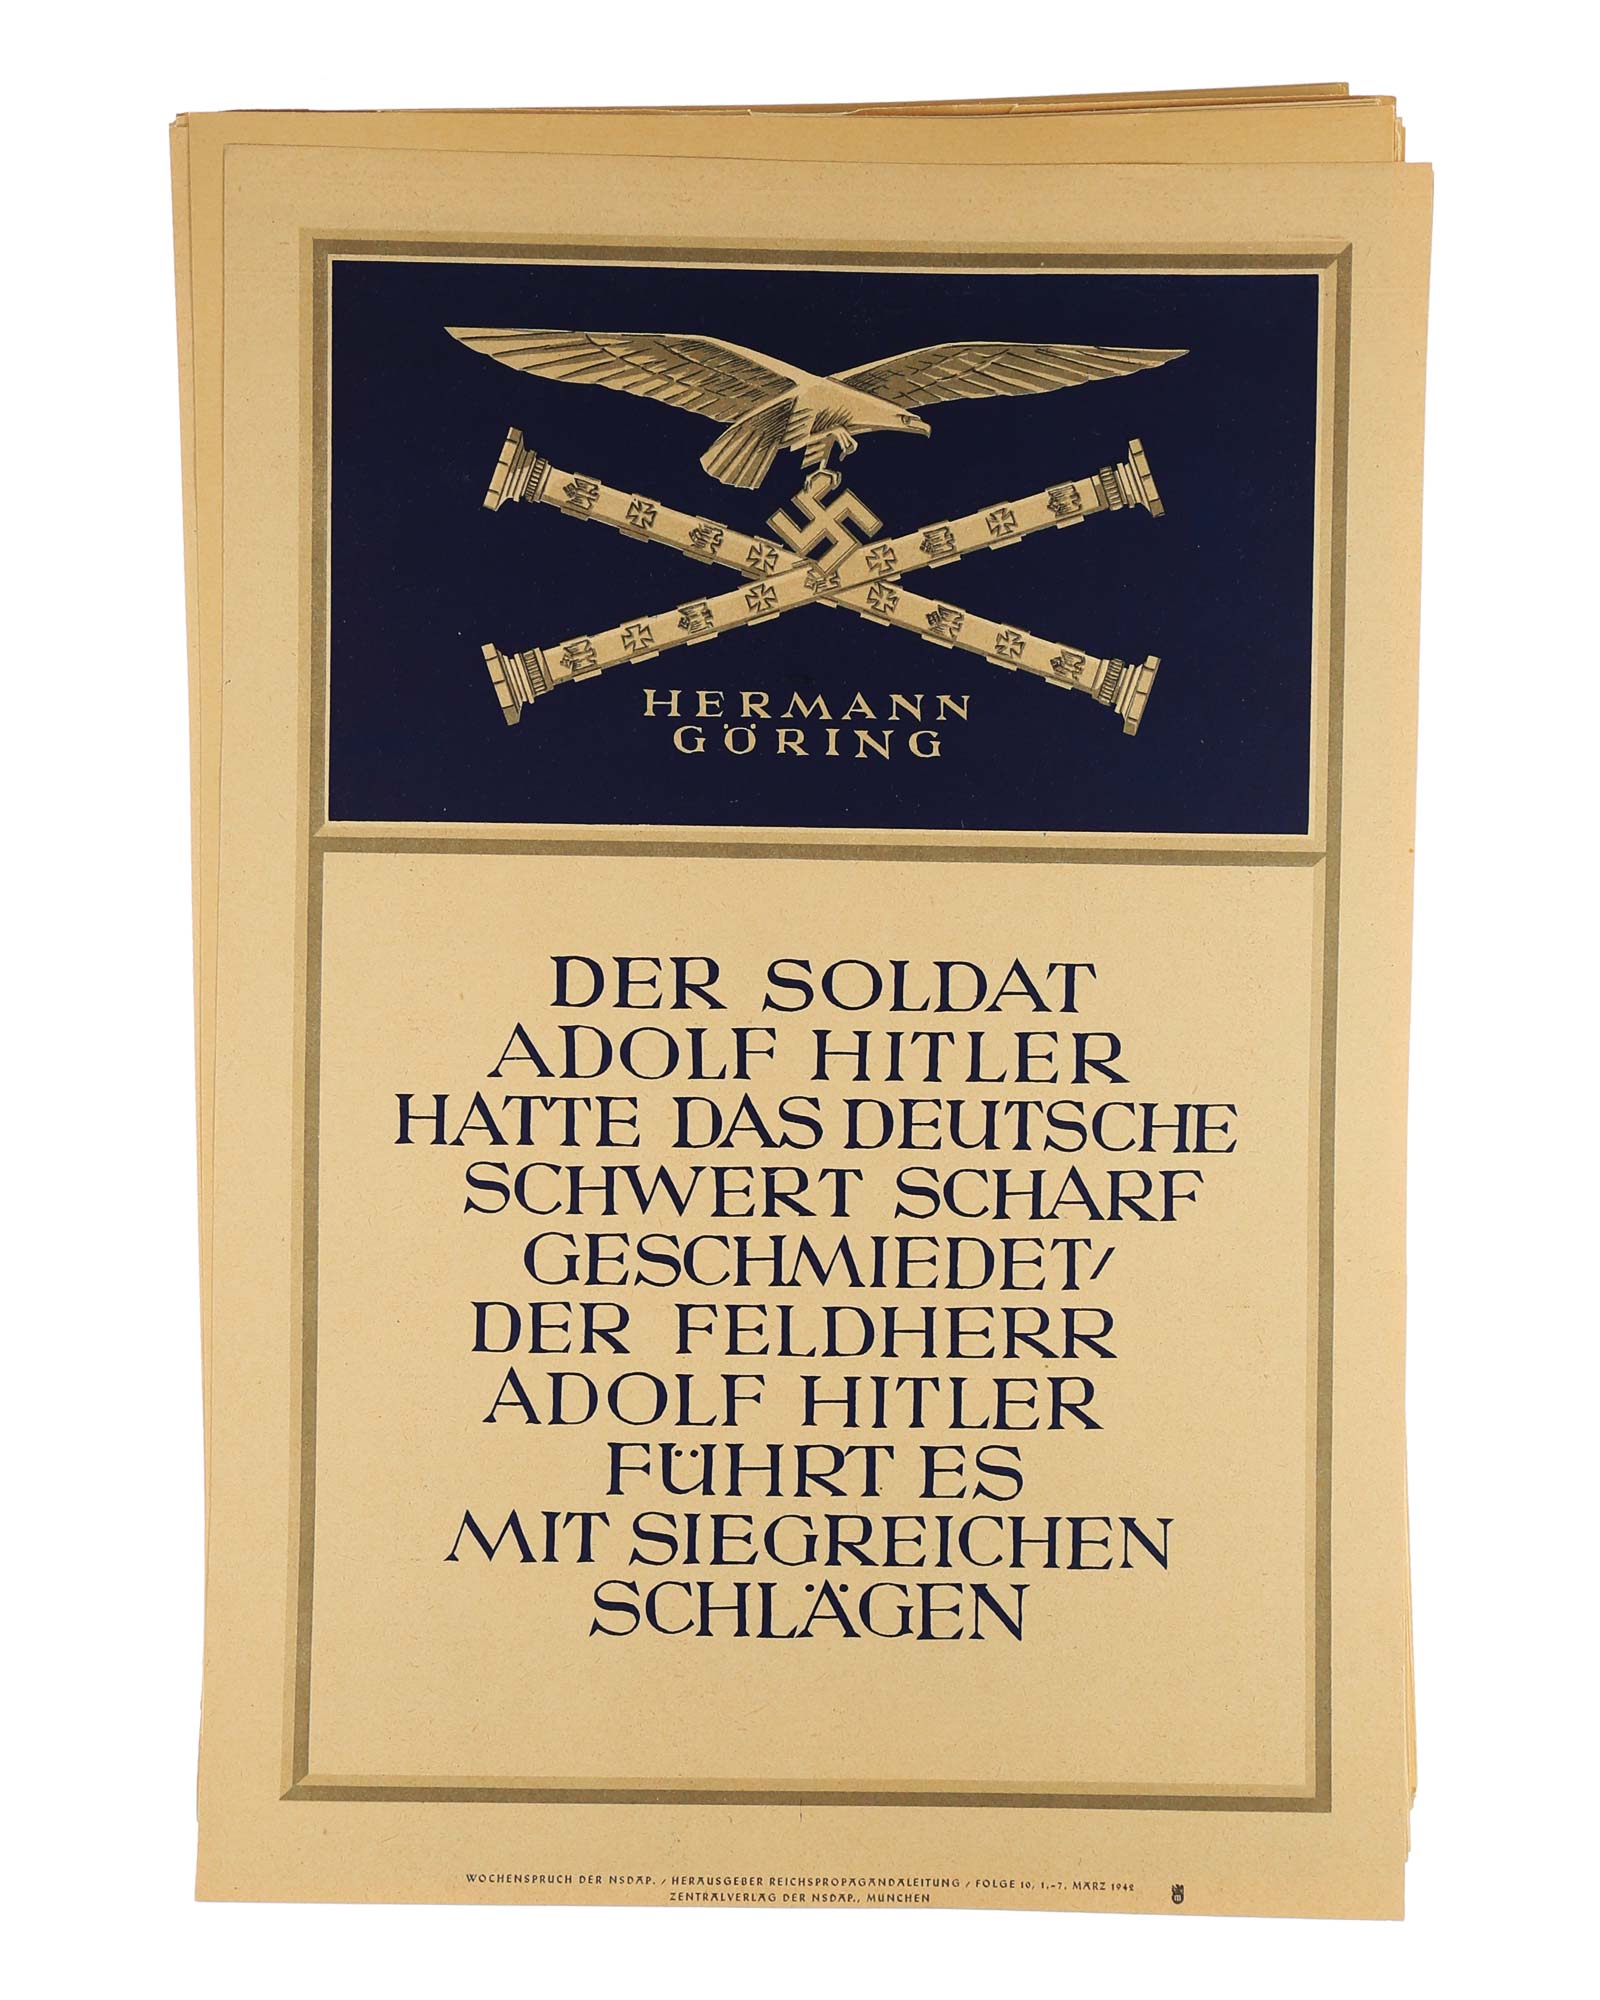 HERMANN
GÖRING
DER SOLDAT
ADOLF HITLER
HATTE DAS DEUTSCHE
SCHWERT SCHARF
GESCHMIEDET/
DER FELDHERR
ADOLF HITLER
FÜHRT ES
MIT SIEGREICHEN
SCHLÄGEN
WOCHENSPRUCH DER NSDAP. / HERAUSGEBER REICHSPROPAGANDALEITUNG / FOLGE 10, 1.-7. MÄRZ 1942
ZENTRALVERLAG DER NSDAP., MÜNCHEN